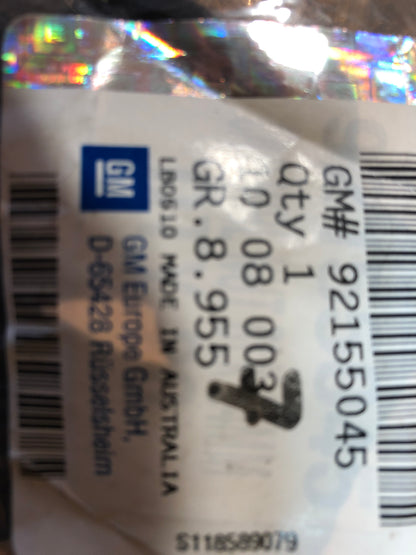 GM# 92155045
Qty 1
10 08 003
GR.8.955
LB0610 MADE IN AUSTRALIA
GM
GM Europe GmbH,
D-65428 Rüsselsheim
S118589079